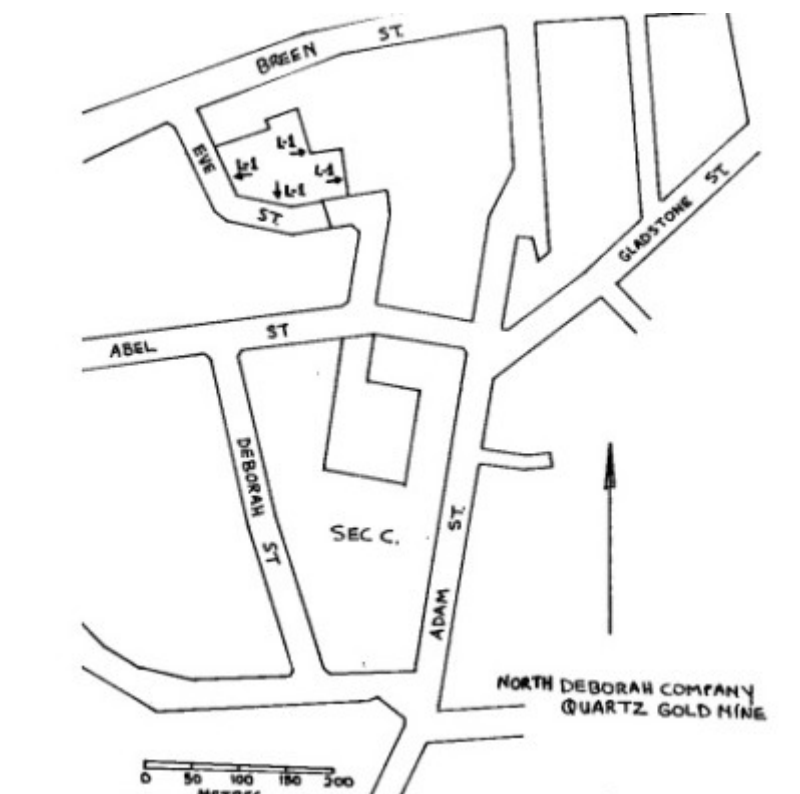 BREEN ST.
EVE ST.
L-1
L-1
L-1
L-1
GLADSTONE ST.
ABEL ST
DEBORAH ST
SEC C.
ADAM ST.
NORTH DEBORAH COMPANY
QUARTZ GOLD MINE
0 50 100 150 200
METRES